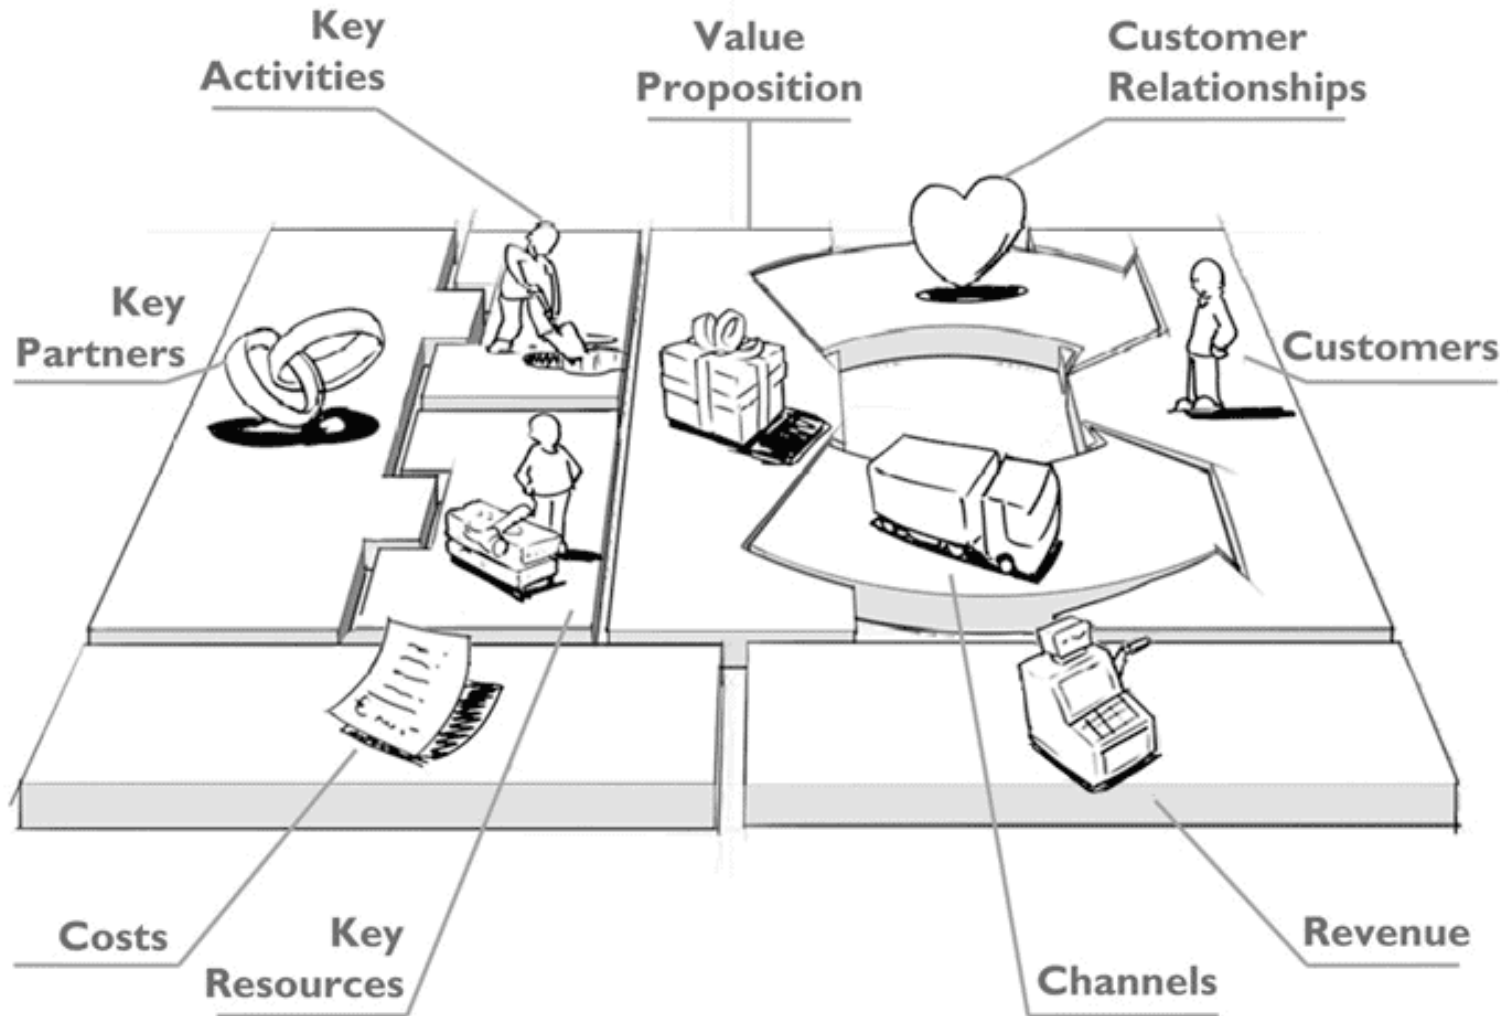 Key
Activities
Value
Proposition
Customer
Relationships
Key
Partners
Customers
Costs
Key
Resources
Channels
Revenue